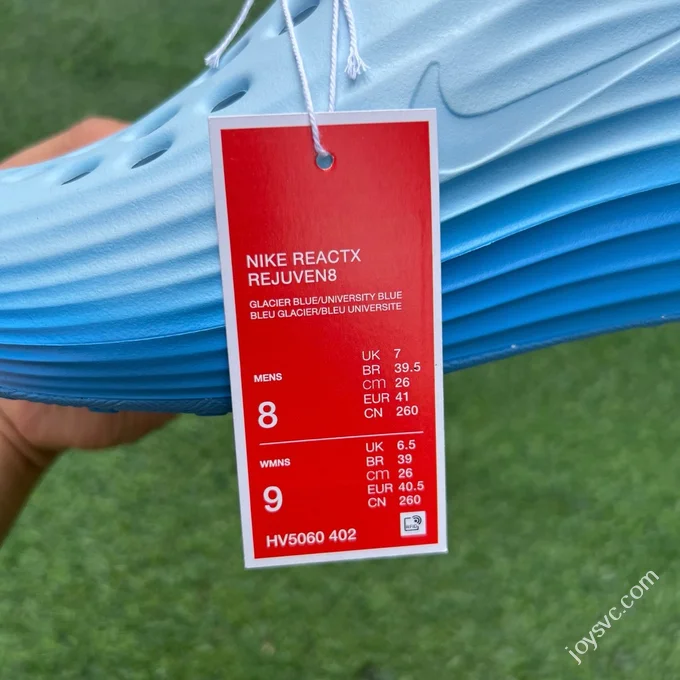 NIKE REACTX
REJUVEN8
GLACIER BLUE/UNIVERSITY BLUE
BLEU GLACIER/BLEU UNIVERSITE
MENS
8
UK 7
BR 39.5
CM 26
EUR 41
CN 260
WMNS
9
UK 6.5
BR 39
CM 26
EUR 40.5
CN 260
HV5060 402
RFID
joysvc.com